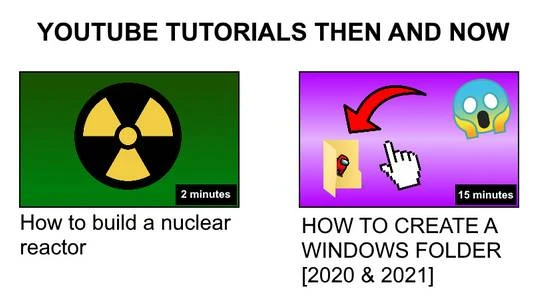 YOUTUBE TUTORIALS THEN AND NOW
2 minutes
How to build a nuclear
reactor
15 minutes
HOW TO CREATE A
WINDOWS FOLDER
[2020 & 2021]